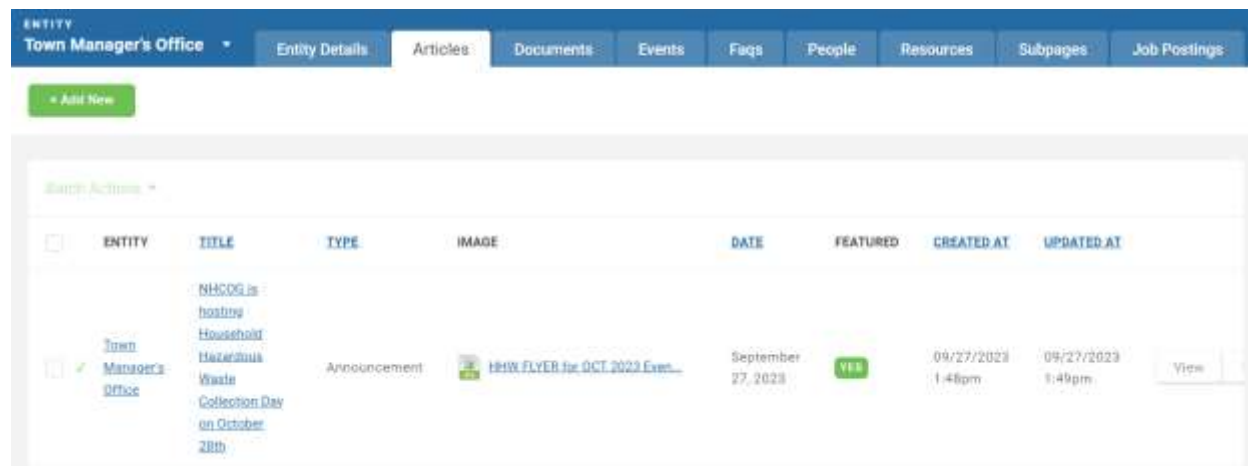 ENTITY
Town Manager's Office
Entity Details Articles Documents Events Faqs People Resources Subpages Job Postings
+ Add New
Batch Actions
ENTITY TITLE TYPE IMAGE DATE FEATURED CREATED AT UPDATED AT
NHCOG is
hosting
Household
Hazardous
Waste
Collection Day
on October
28th
Town
Manager's
Office
Announcement
HHW FLYER for OCT 2023 Even...
September
27, 2023
YES
09/27/2023
1:48pm
09/27/2023
1:49pm
View